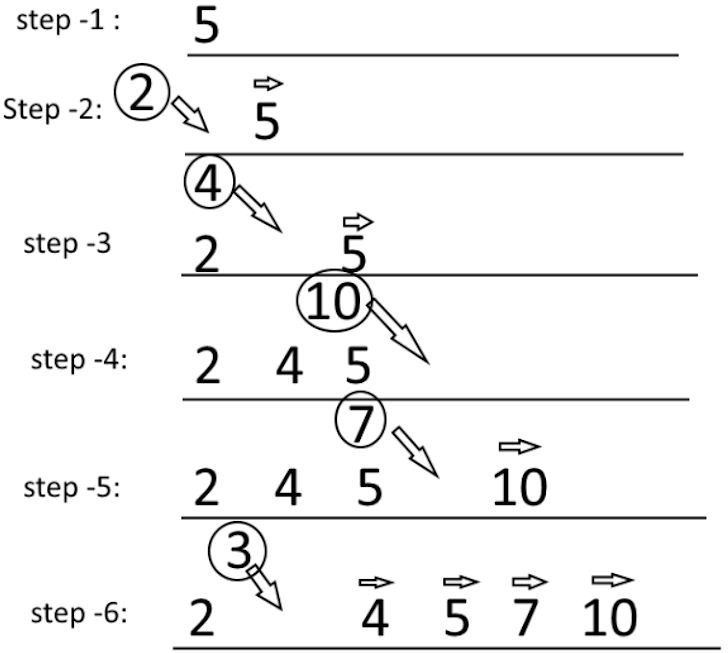 step -1 : 5
2
Step -2: 5
4
step -3 2 5
10
step -4: 2 4 5
7
step -5: 2 4 5 10
3
step -6: 2 4 5 7 10